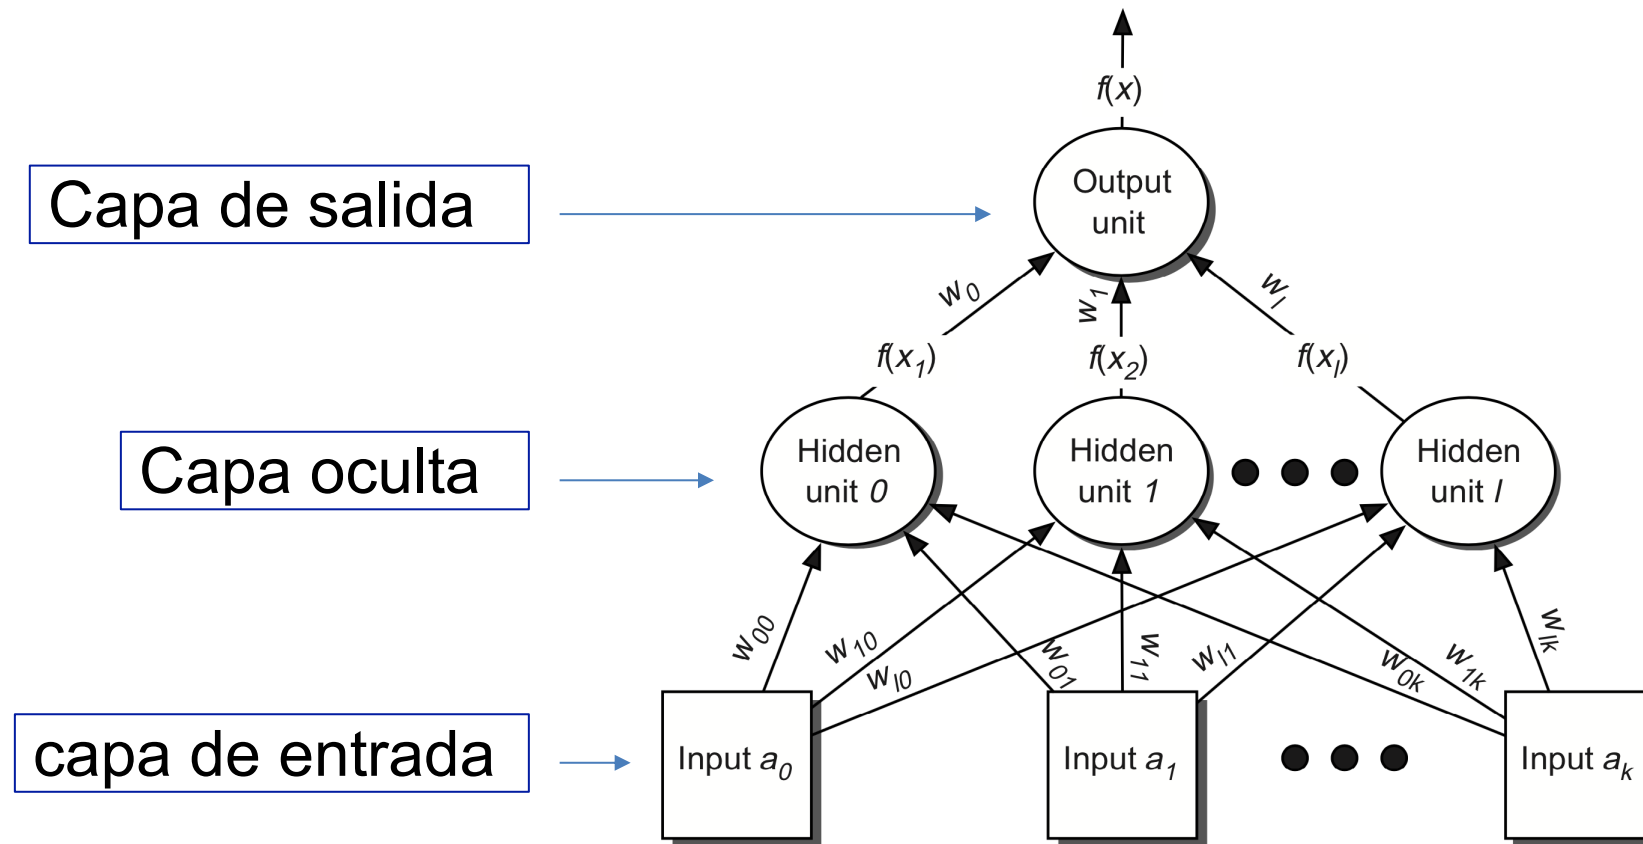 f(x)
Capa de salida
Output
unit
w0
w1
wl
f(x1)
f(x2)
f(xl)
Capa oculta
Hidden
unit 0
Hidden
unit 1
Hidden
unit l
w00
w10
wl0
w01
w11
wl1
w0k
w1k
wlk
capa de entrada
Input a0
Input a1
Input ak